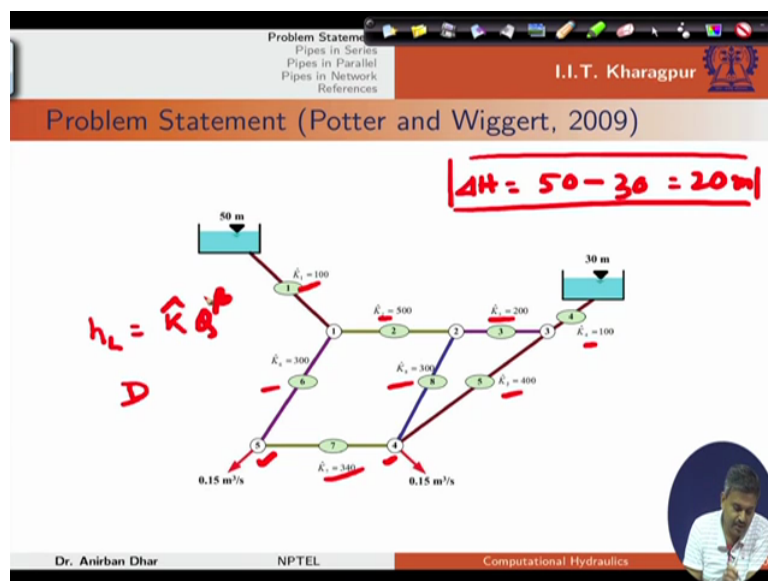 Problem Stateme
Pipes in Series
Pipes in Parallel
Pipes in Network
References
I.I.T. Kharagpur
Problem Statement (Potter and Wiggert, 2009)
ΔH = 50 - 30 = 20m
50 m
30 m
K̂₁ = 100
1
K̂₂ = 500
K̂₃ = 200
4
1
2
2
3
3
K̂₄ = 100
h_L = K̂ Q^β
K̂₆ = 300
6
K̂₈ = 300
8
5
K̂₅ = 400
D
5
7
4
0.15 m³/s
K̂₇ = 340
0.15 m³/s
Dr. Anirban Dhar
NPTEL
Computational Hydraulics